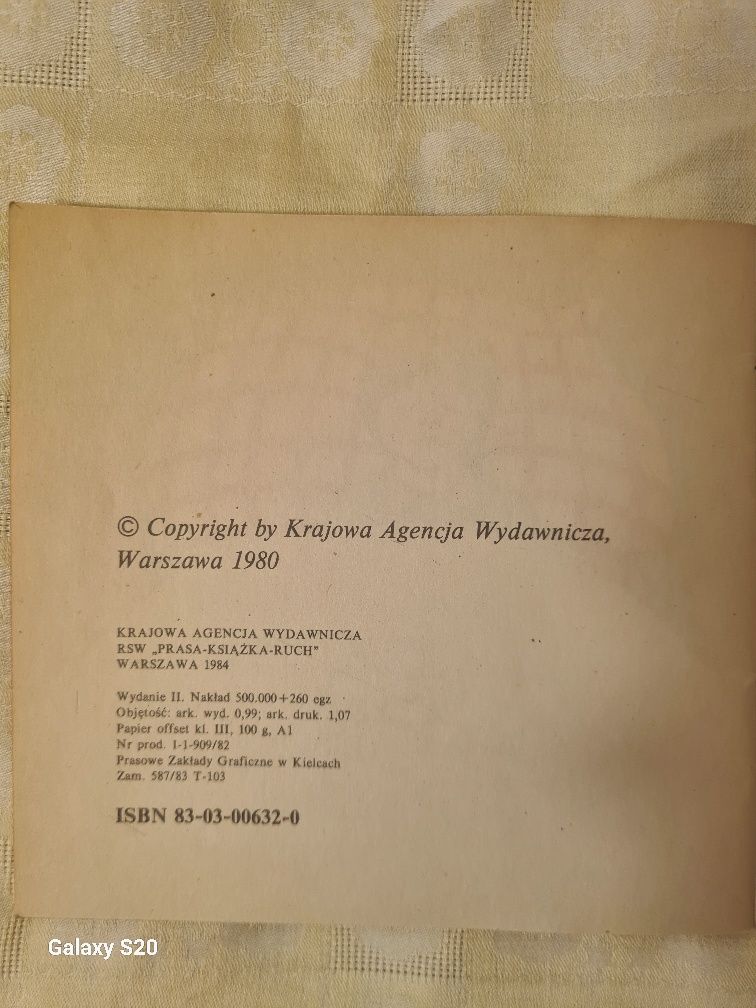 © Copyright by Krajowa Agencja Wydawnicza,
Warszawa 1980
KRAJOWA AGENCJA WYDAWNICZA
RSW „PRASA-KSIĄŻKA-RUCH"
WARSZAWA 1984
Wydanie II. Nakład 500.000+260 egz
Objętość: ark. wyd. 0,99; ark. druk. 1,07
Papier offset kl. III, 100 g, A1
Nr prod. I-1-909/82
Prasowe Zakłady Graficzne w Kielcach
Zam. 587/83 T-103
ISBN 83-03-00632-0
Galaxy S20